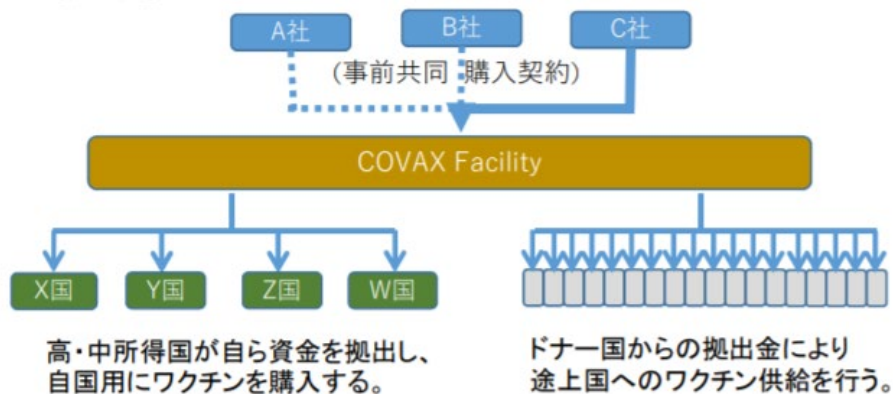 A社 B社 C社
(事前共同 購入契約)
COVAX Facility
X国 Y国 Z国 W国
高・中所得国が自ら資金を拠出し、
自国用にワクチンを購入する。
ドナー国からの拠出金により
途上国へのワクチン供給を行う。